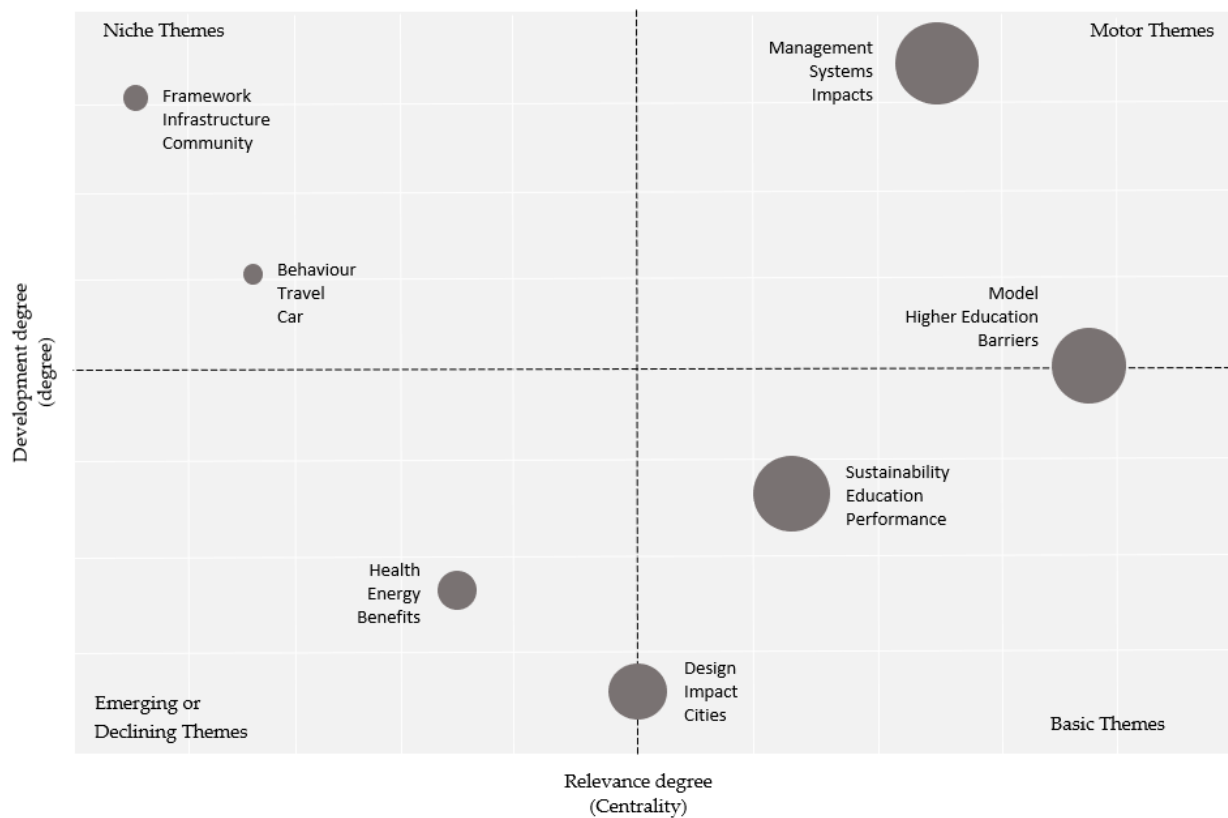 Niche Themes
Motor Themes
Management
Systems
Impacts
Framework
Infrastructure
Community
Behaviour
Travel
Car
Model
Higher Education
Barriers
Development degree
(degree)
Sustainability
Education
Performance
Health
Energy
Benefits
Design
Impact
Cities
Emerging or
Declining Themes
Basic Themes
Relevance degree
(Centrality)